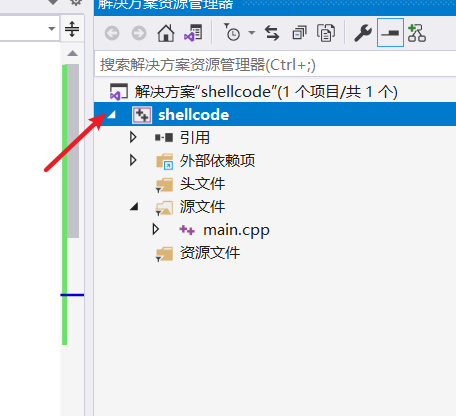 解决方案资源管理器
搜索解决方案资源管理器(Ctrl+;)
解决方案"shellcode"(1 个项目/共 1 个)
shellcode
引用
外部依赖项
头文件
源文件
main.cpp
资源文件